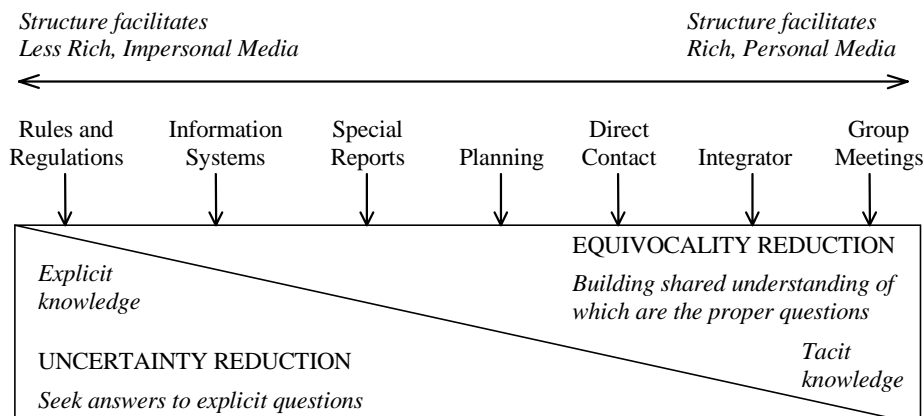 Structure facilitates
Less Rich, Impersonal Media
Structure facilitates
Rich, Personal Media
Rules and
Regulations
Information
Systems
Special
Reports
Planning
Direct
Contact
Integrator
Group
Meetings
EQUIVOCALITY REDUCTION
Building shared understanding of
which are the proper questions
Explicit
knowledge
UNCERTAINTY REDUCTION
Seek answers to explicit questions
Tacit
knowledge